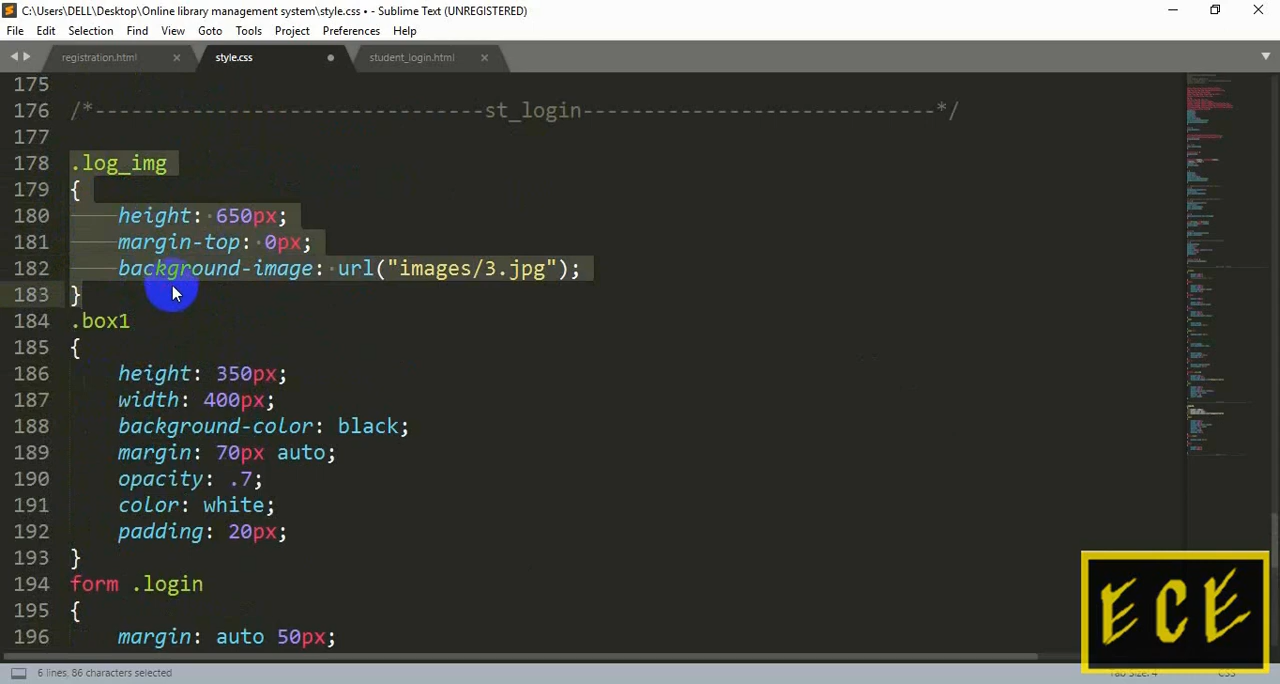 C:\Users\DELL\Desktop\Online library management system\style.css • - Sublime Text (UNREGISTERED)
File Edit Selection Find View Goto Tools Project Preferences Help
registration.html style.css student_login.html
175
176 /*------------------------------st_login---------------------------*/
177
178 .log_img
179 {
180 height: 650px;
181 margin-top: 0px;
182 background-image: url("images/3.jpg");
183 }
184 .box1
185 {
186 height: 350px;
187 width: 400px;
188 background-color: black;
189 margin: 70px auto;
190 opacity: .7;
191 color: white;
192 padding: 20px;
193 }
194 form .login
195 {
196 margin: auto 50px;
ECE
6 lines, 86 characters selected Tab Size: 4 CSS